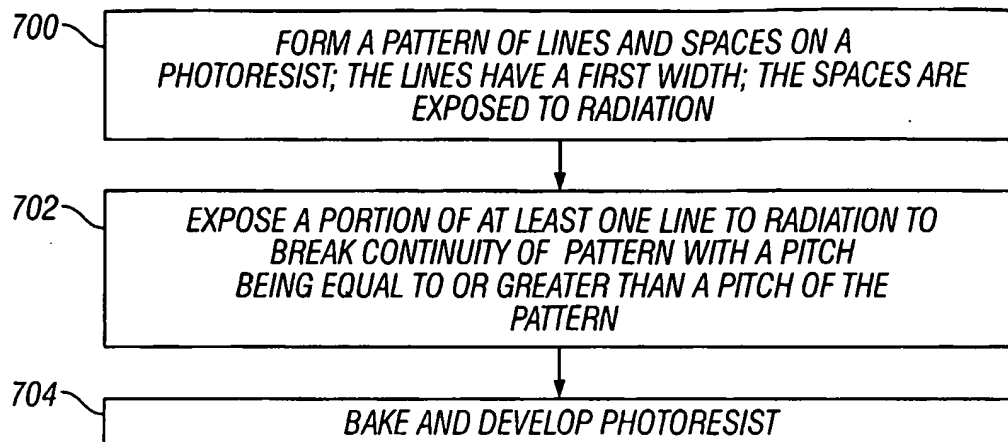 700
FORM A PATTERN OF LINES AND SPACES ON A
PHOTORESIST; THE LINES HAVE A FIRST WIDTH; THE SPACES ARE
EXPOSED TO RADIATION
702
EXPOSE A PORTION OF AT LEAST ONE LINE TO RADIATION TO
BREAK CONTINUITY OF PATTERN WITH A PITCH
BEING EQUAL TO OR GREATER THAN A PITCH OF THE
PATTERN
704
BAKE AND DEVELOP PHOTORESIST